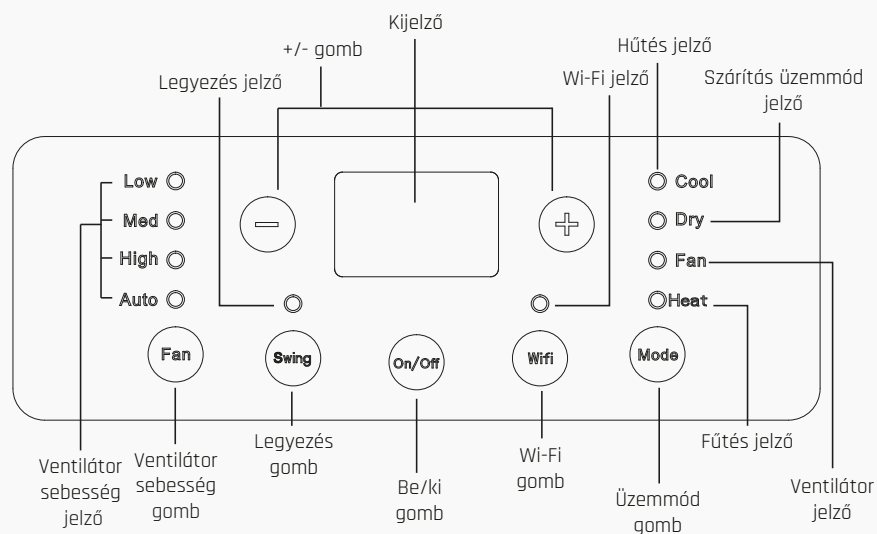 Kijelző
+/- gomb
Hűtés jelző
Legyezés jelző
Wi-Fi jelző
Szárítás üzemmód
jelző
Low
Med
High
Auto
Cool
Dry
Fan
Heat
Fan
Swing
On/Off
Wifi
Mode
Ventilátor
sebesség
jelző
Ventilátor
sebesség
gomb
Legyezés
gomb
Be/ki
gomb
Wi-Fi
gomb
Üzemmód
gomb
Fűtés jelző
Ventilátor
jelző